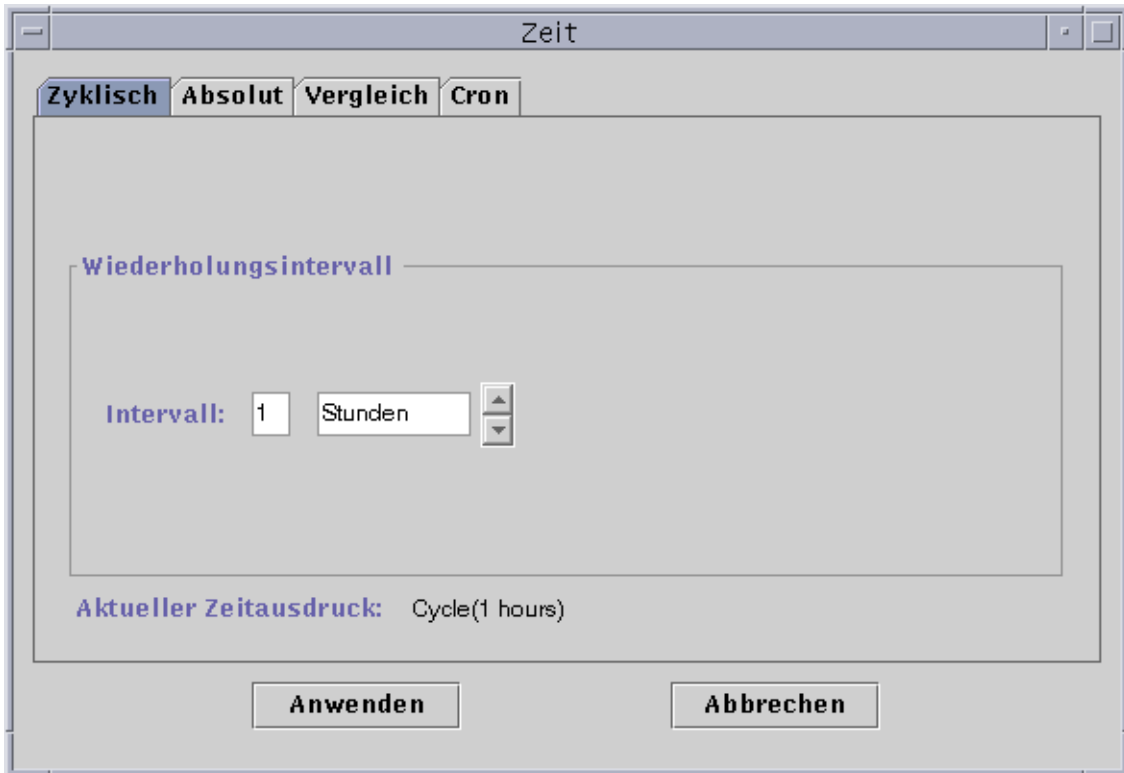 Zeit
Zyklisch Absolut Vergleich Cron
Wiederholungsintervall
Intervall: 1 Stunden
Aktueller Zeitausdruck: Cycle(1 hours)
Anwenden Abbrechen